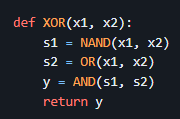 def XOR(x1, x2):
    s1 = NAND(x1, x2)
    s2 = OR(x1, x2)
    y = AND(s1, s2)
    return y